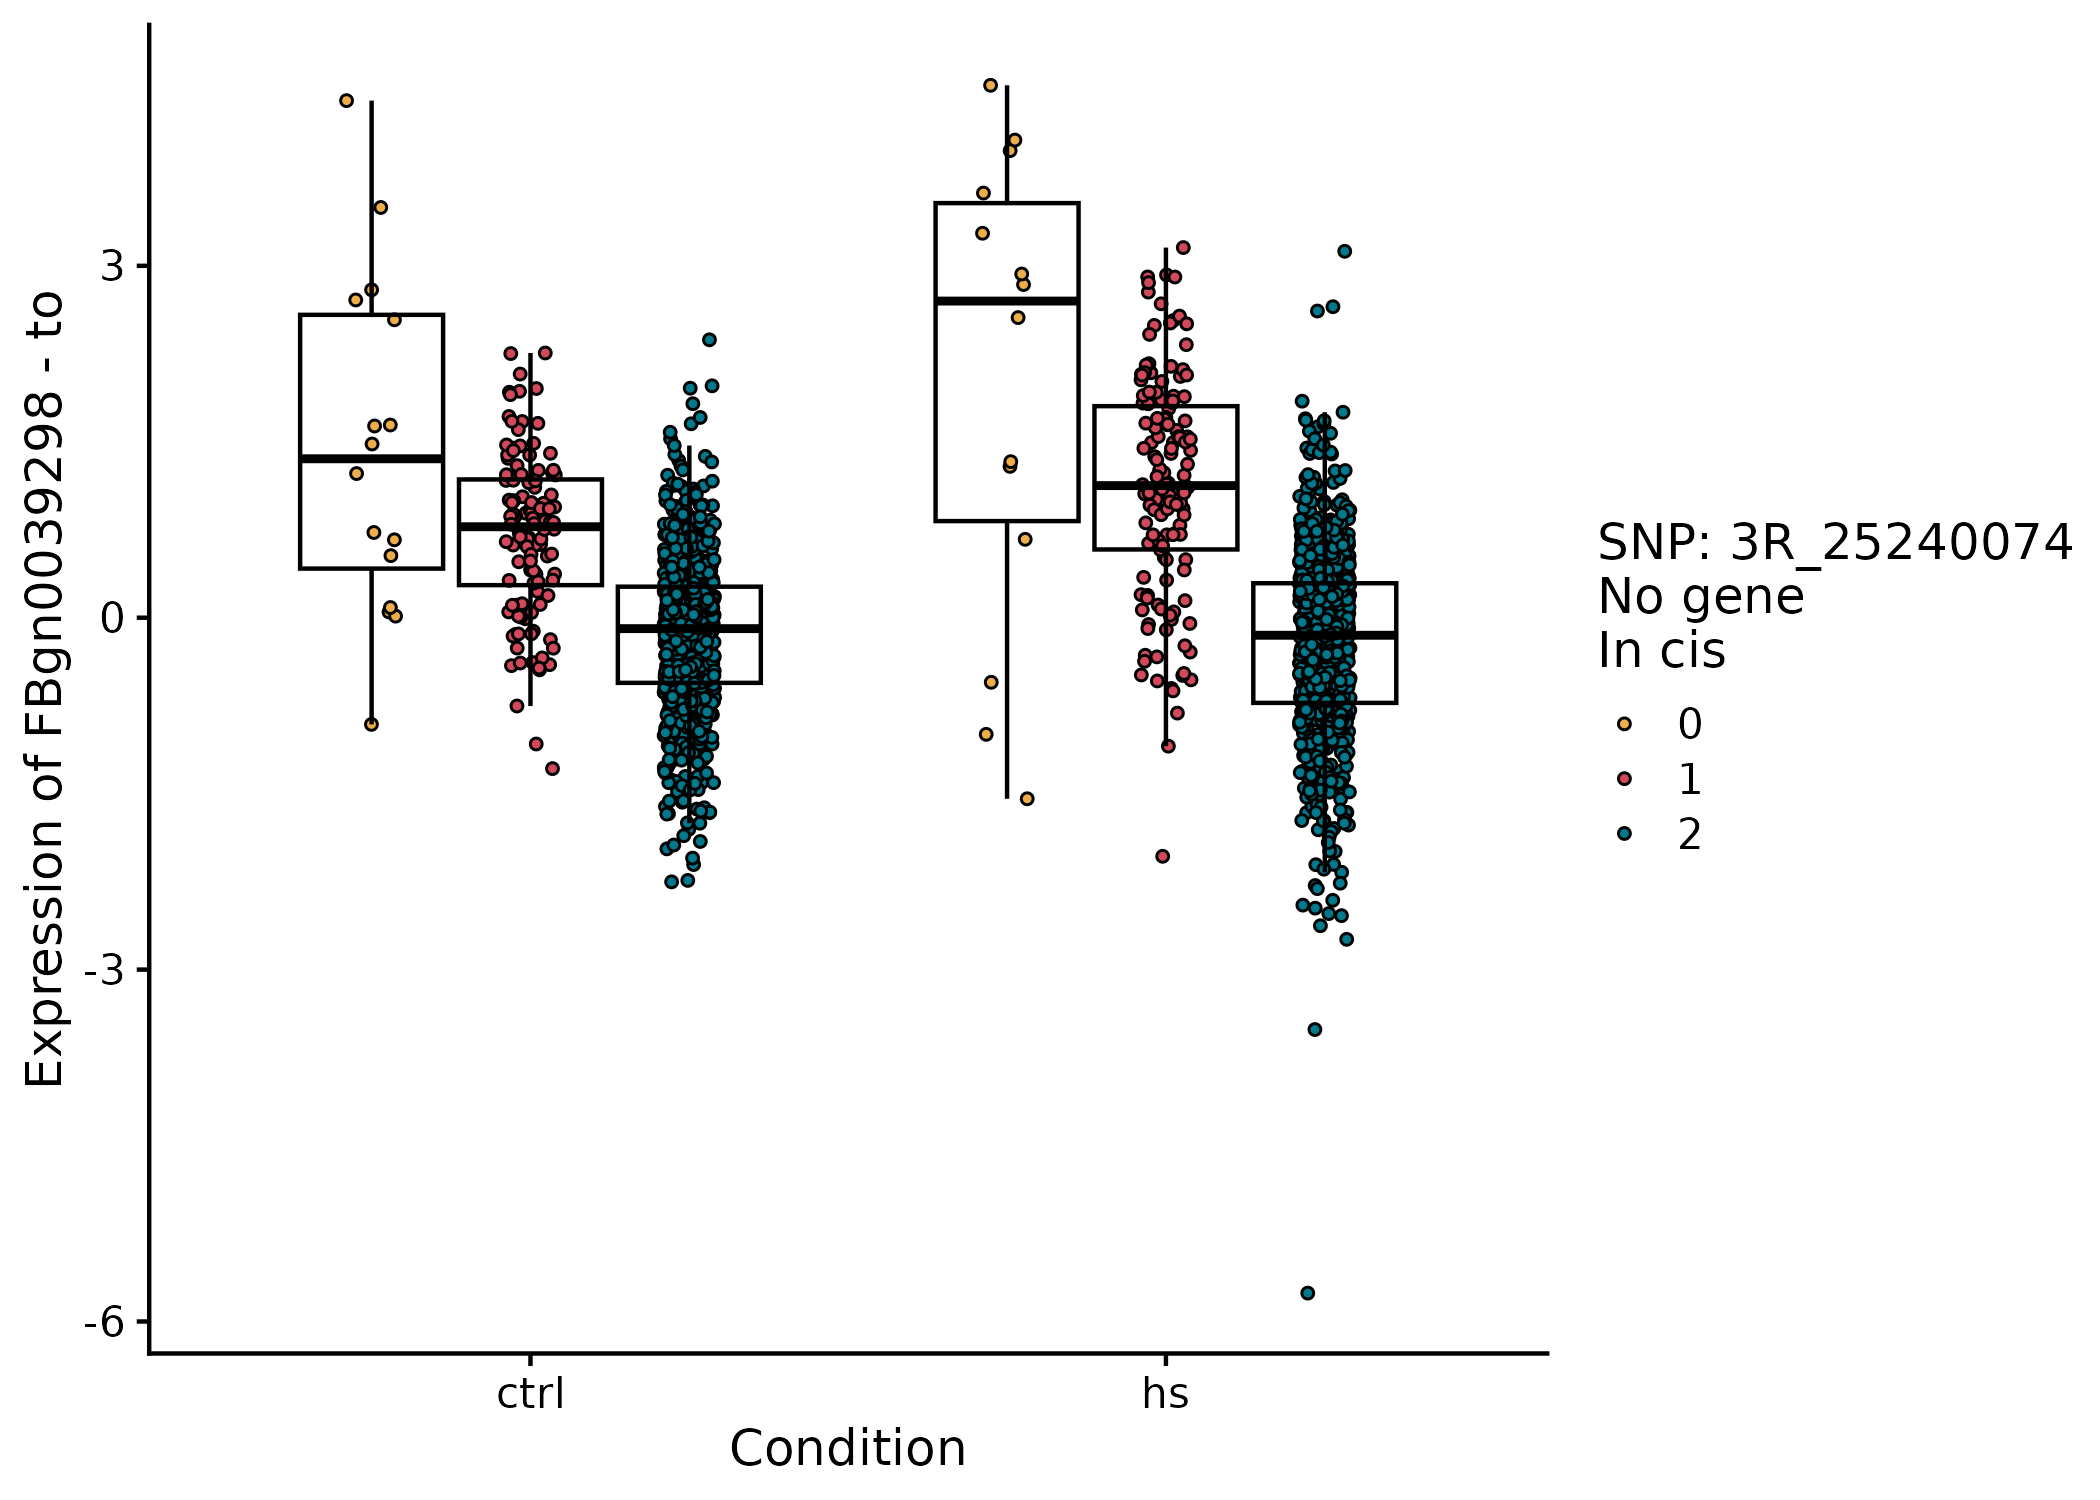 Expression of FBgn0039298 - to
3
0
-3
-6
ctrl
hs
Condition
SNP: 3R_25240074
No gene
In cis
0
1
2